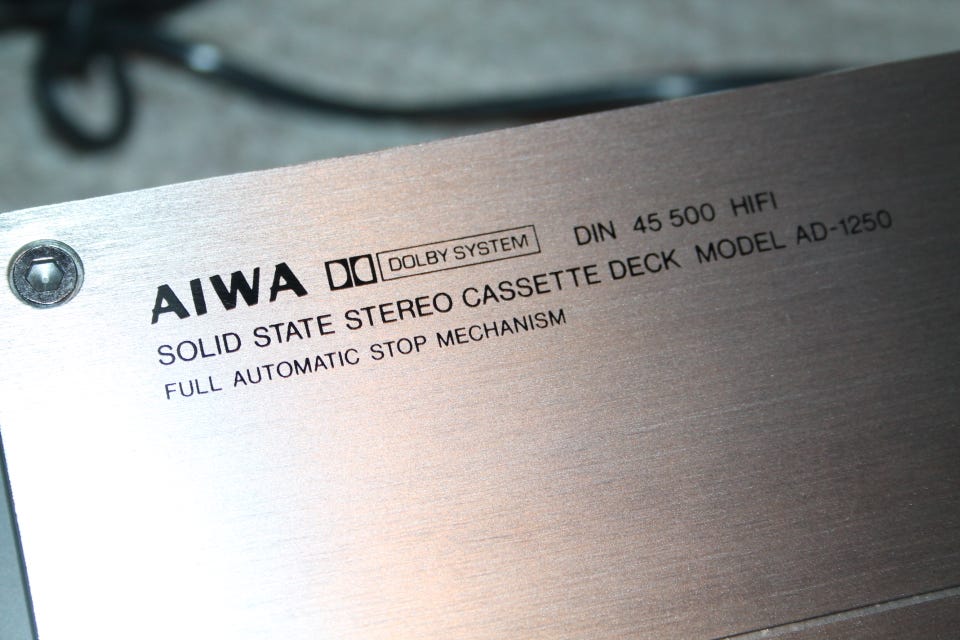 AIWA DOLBY SYSTEM DIN 45 500 HIFI
SOLID STATE STEREO CASSETTE DECK MODEL AD-1250
FULL AUTOMATIC STOP MECHANISM